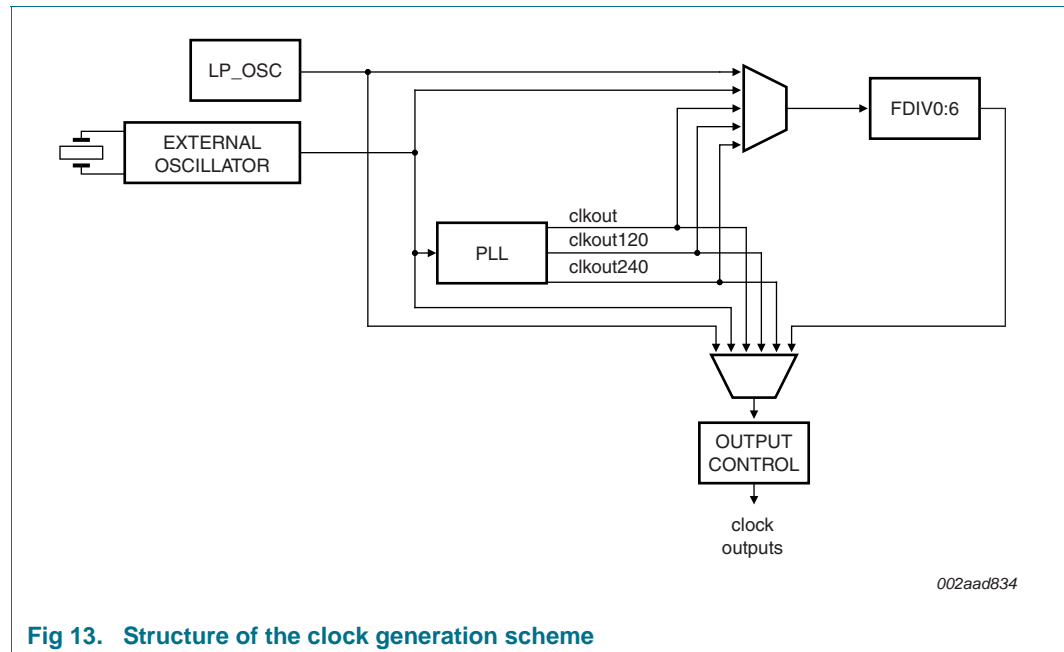 LP_OSC
EXTERNAL
OSCILLATOR
FDIV0:6
PLL
clkout
clkout120
clkout240
OUTPUT
CONTROL
clock
outputs
002aad834
Fig 13. Structure of the clock generation scheme